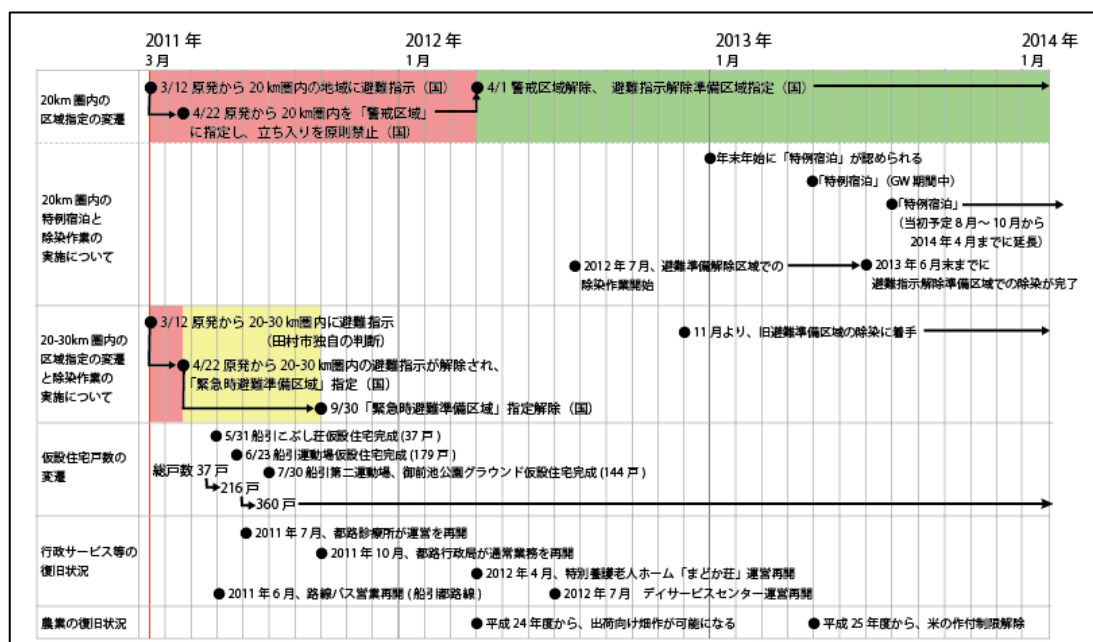 2011年
3月
2012年
1月
2013年
1月
2014年
1月
20km圏内の
区域指定の変遷
3/12 原発から 20 km圏内の地域に避難指示（国）
4/22 原発から 20 km圏内を「警戒区域」
に指定し、立ち入りを原則禁止（国）
4/1 警戒区域解除、 避難指示解除準備区域指定（国）
20km圏内の
特例宿泊と
除染作業の
実施について
年末年始に「特例宿泊」が認められる
「特例宿泊」（GW期間中）
「特例宿泊」
（当初予定 8月～10月から
2014年4月までに延長）
2012年7月、避難準備解除区域での
除染作業開始
2013年6月末までに
避難指示解除準備区域での除染が完了
20-30km圏内の
区域指定の変遷
と除染作業の
実施について
3/12 原発から 20-30 km圏内に避難指示
（田村市独自の判断）
4/22 原発から 20-30 km圏内の避難指示が解除され、
「緊急時避難準備区域」指定（国）
9/30「緊急時避難準備区域」指定解除（国）
11月より、旧避難準備区域の除染に着手
仮設住宅戸数の
変遷
5/31 船引こぶし荘仮設住宅完成 (37 戸）
6/23 船引運動場仮設住宅完成 (179 戸）
7/30 船引第二運動場、御前池公園グラウンド仮設住宅完成 (144 戸）
総戸数 37 戸
216 戸
360 戸
行政サービス等の
復旧状況
2011年7月、都路診療所が運営を再開
2011年10月、都路行政局が通常業務を再開
2012年4月、特別養護老人ホーム「まどか荘」運営再開
2011年6月、路線バス営業再開 ( 船引都路線）
2012年7月 デイサービスセンター運営再開
農業の復旧状況
平成24年度から、出荷向け畑作が可能になる
平成25年度から、米の作付制限解除